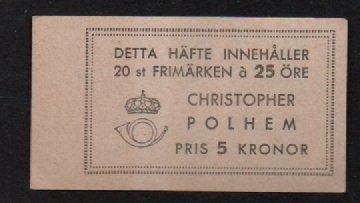 DETTA HÄFTE INNEHÅLLER
20 st FRIMÄRKEN à 25 ÖRE
CHRISTOPHER
POLHEM
PRIS 5 KRONOR